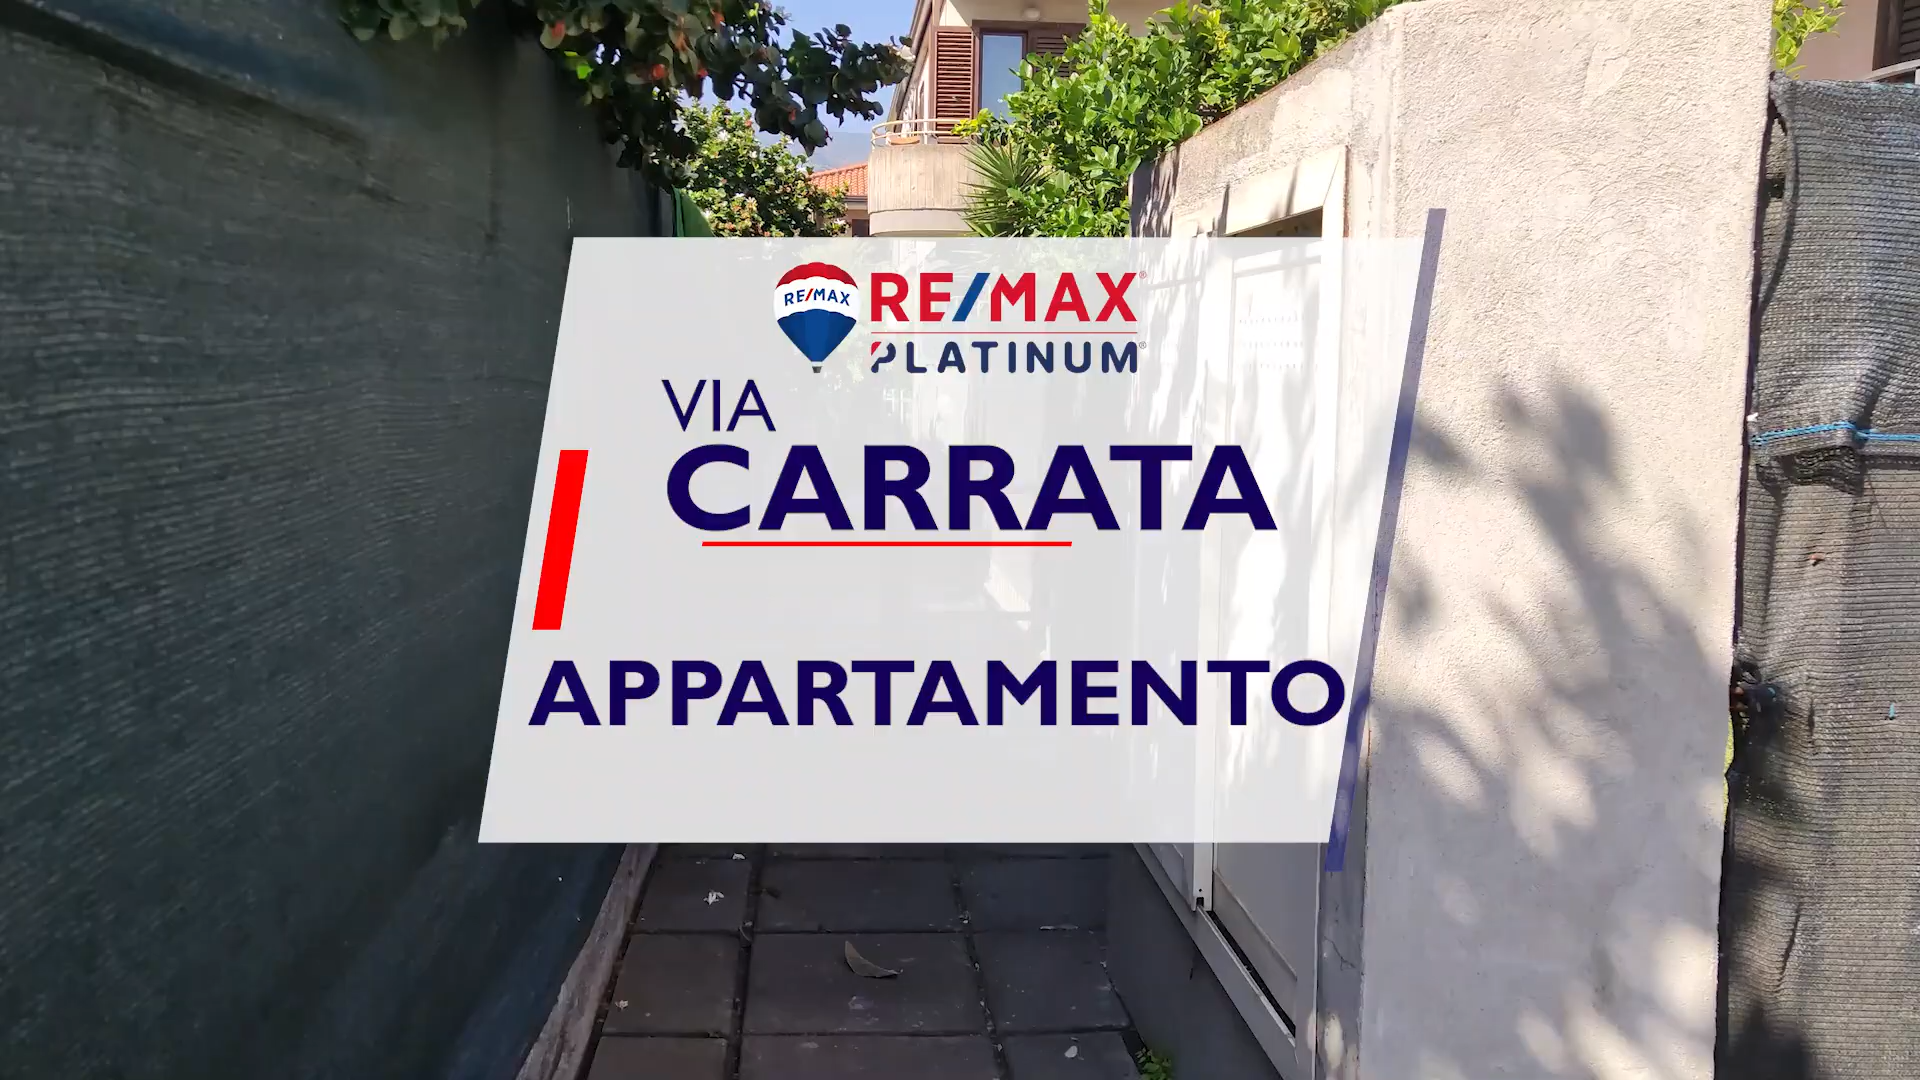 RE/MAX
RE/MAX®
PLATINUM®
VIA
CARRATA
APPARTAMENTO